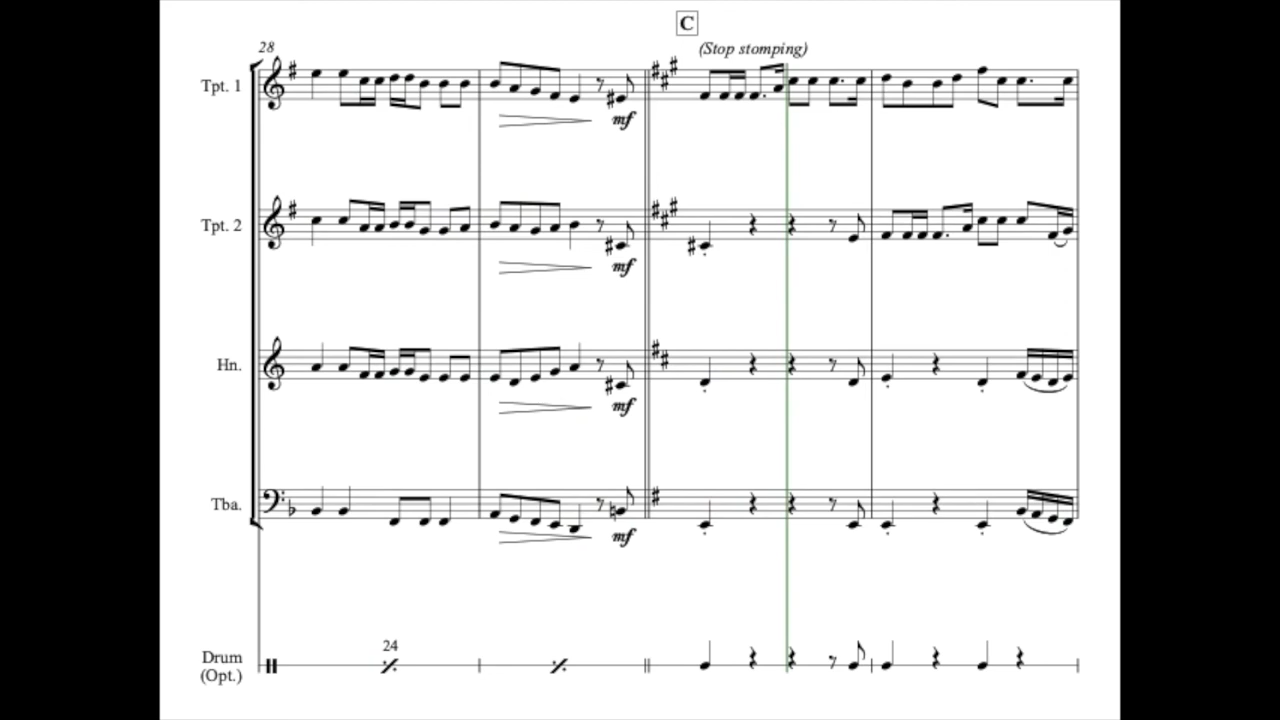 C
28
(Stop stomping)
Tpt. 1
mf
Tpt. 2
mf
Hn.
mf
Tba.
mf
24
Drum
(Opt.)